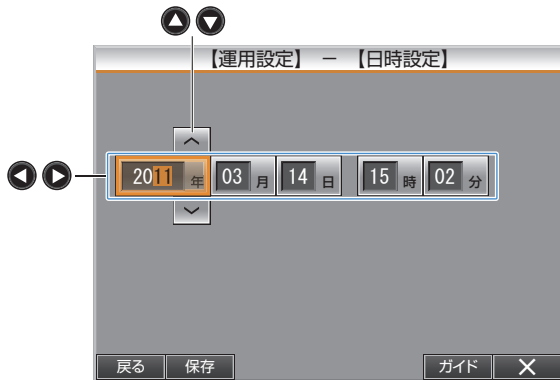 【運用設定】 － 【日時設定】
2011 年 03 月 14 日 15 時 02 分
戻る 保存 ガイド ×